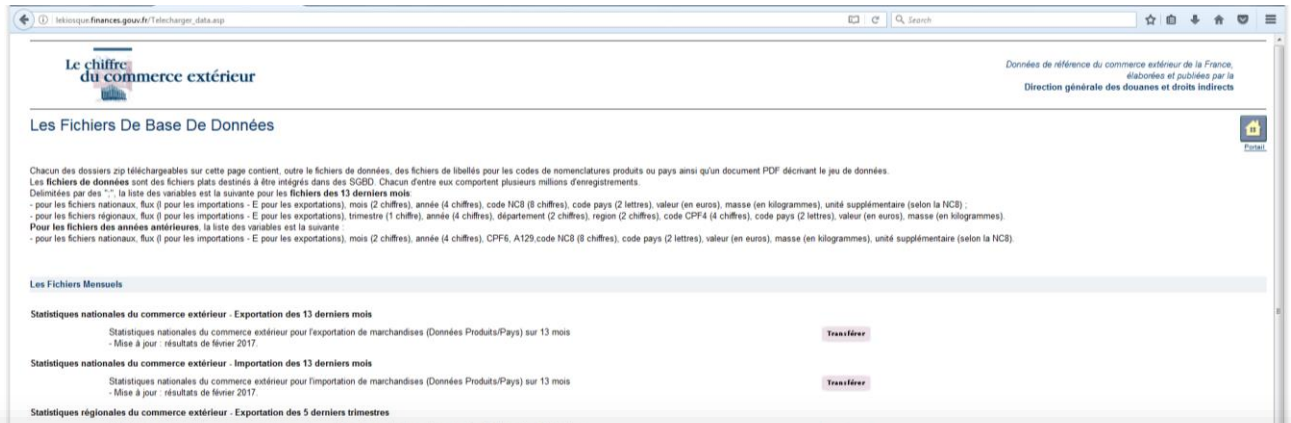 lekiosque.finances.gouv.fr/Telecharger_data.asp
Search
Le chiffre
du commerce extérieur
Données de référence du commerce extérieur de la France,
élaborées et publiées par la
Direction générale des douanes et droits indirects
Les Fichiers De Base De Données
Portail
Chacun des dossiers zip téléchargeables sur cette page contient, outre le fichiers de données, des fichiers de libellés pour les codes de nomenclatures produits ou pays ainsi qu'un document PDF décrivant le jeu de données.
Les fichiers de données sont des fichiers plats destinés à être intégrés dans des SGBD. Chacun d'entre eux comportent plusieurs millions d'enregistrements.
Délimitées par des ";", la liste des variables est la suivante pour les fichiers des 13 derniers mois:
- pour les fichiers nationaux, flux (I pour les importations - E pour les exportations), mois (2 chiffres), année (4 chiffres), code NC8 (8 chiffres), code pays (2 lettres), valeur (en euros), masse (en kilogrammes), unité supplémentaire (selon la NC8) ;
- pour les fichiers régionaux, flux (I pour les importations - E pour les exportations), trimestre (1 chiffre), année (4 chiffres), département (2 chiffres), region (2 chiffres), code CPF4 (4 chiffres), code pays (2 lettres), valeur (en euros), masse (en kilogrammes).
Pour les fichiers des années antérieures, la liste des variables est la suivante :
- pour les fichiers nationaux, flux (I pour les importations - E pour les exportations), mois (2 chiffres), année (4 chiffres), CPF6, A129,code NC8 (8 chiffres), code pays (2 lettres), valeur (en euros), masse (en kilogrammes), unité supplémentaire (selon la NC8).
Les Fichiers Mensuels
Statistiques nationales du commerce extérieur - Exportation des 13 derniers mois
Statistiques nationales du commerce extérieur pour l'exportation de marchandises (Données Produits/Pays) sur 13 mois
Transférer
- Mise à jour : résultats de février 2017.
Statistiques nationales du commerce extérieur - Importation des 13 derniers mois
Statistiques nationales du commerce extérieur pour l'importation de marchandises (Données Produits/Pays) sur 13 mois
Transférer
- Mise à jour : résultats de février 2017.
Statistiques régionales du commerce extérieur - Exportation des 5 derniers trimestres